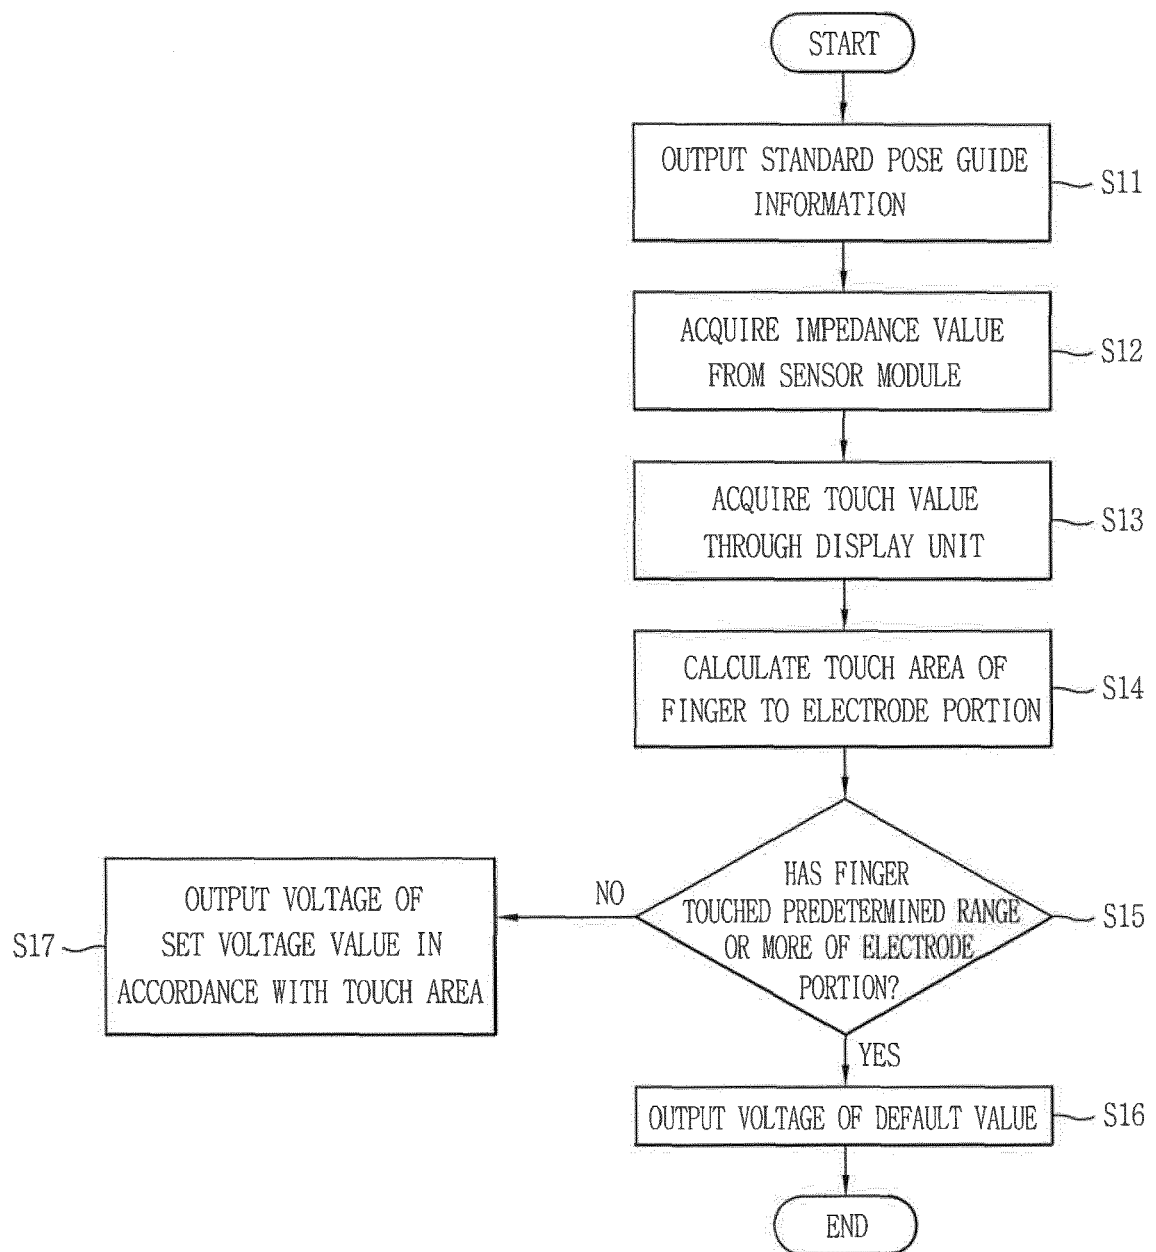 START
OUTPUT STANDARD POSE GUIDE
INFORMATION
S11
ACQUIRE IMPEDANCE VALUE
FROM SENSOR MODULE
S12
ACQUIRE TOUCH VALUE
THROUGH DISPLAY UNIT
S13
CALCULATE TOUCH AREA OF
FINGER TO ELECTRODE PORTION
S14
HAS FINGER
TOUCHED PREDETERMINED RANGE
OR MORE OF ELECTRODE
PORTION?
S15
NO
OUTPUT VOLTAGE OF
SET VOLTAGE VALUE IN
ACCORDANCE WITH TOUCH AREA
S17
YES
OUTPUT VOLTAGE OF DEFAULT VALUE
S16
END